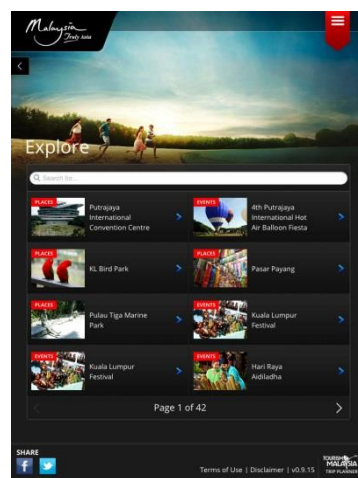 Malaysia
Truly Asia
Explore
Search for...
PLACES
Putrajaya
International
Convention Centre
EVENTS
4th Putrajaya
International Hot
Air Balloon Fiesta
PLACES
KL Bird Park
PLACES
Pasar Payang
PLACES
Pulau Tiga Marine
Park
EVENTS
Kuala Lumpur
Festival
EVENTS
Kuala Lumpur
Festival
EVENTS
Hari Raya
Aidiladha
Page 1 of 42
SHARE
Terms of Use | Disclaimer | v0.9.15
TOURISM
MALAYSIA
TRIP PLANNER